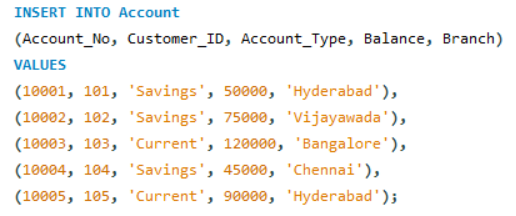 INSERT INTO Account
(Account_No, Customer_ID, Account_Type, Balance, Branch)
VALUES
(10001, 101, 'Savings', 50000, 'Hyderabad'),
(10002, 102, 'Savings', 75000, 'Vijayawada'),
(10003, 103, 'Current', 120000, 'Bangalore'),
(10004, 104, 'Savings', 45000, 'Chennai'),
(10005, 105, 'Current', 90000, 'Hyderabad');